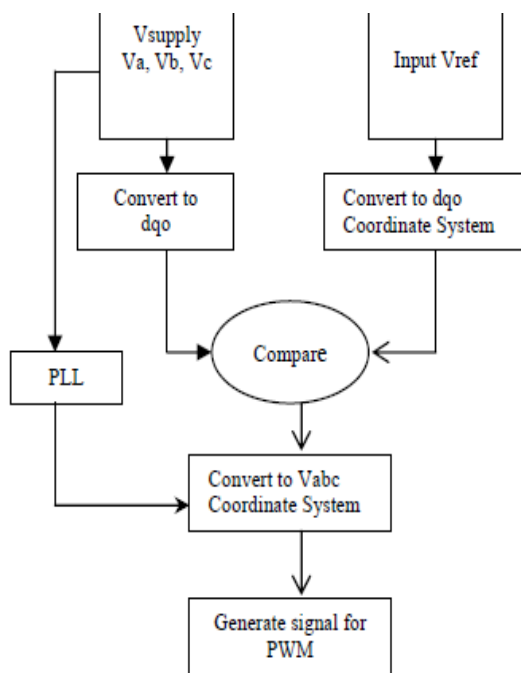 Vsupply
Va, Vb, Vc
Input Vref
Convert to
dqo
Convert to dqo
Coordinate System
Compare
PLL
Convert to Vabc
Coordinate System
Generate signal for
PWM